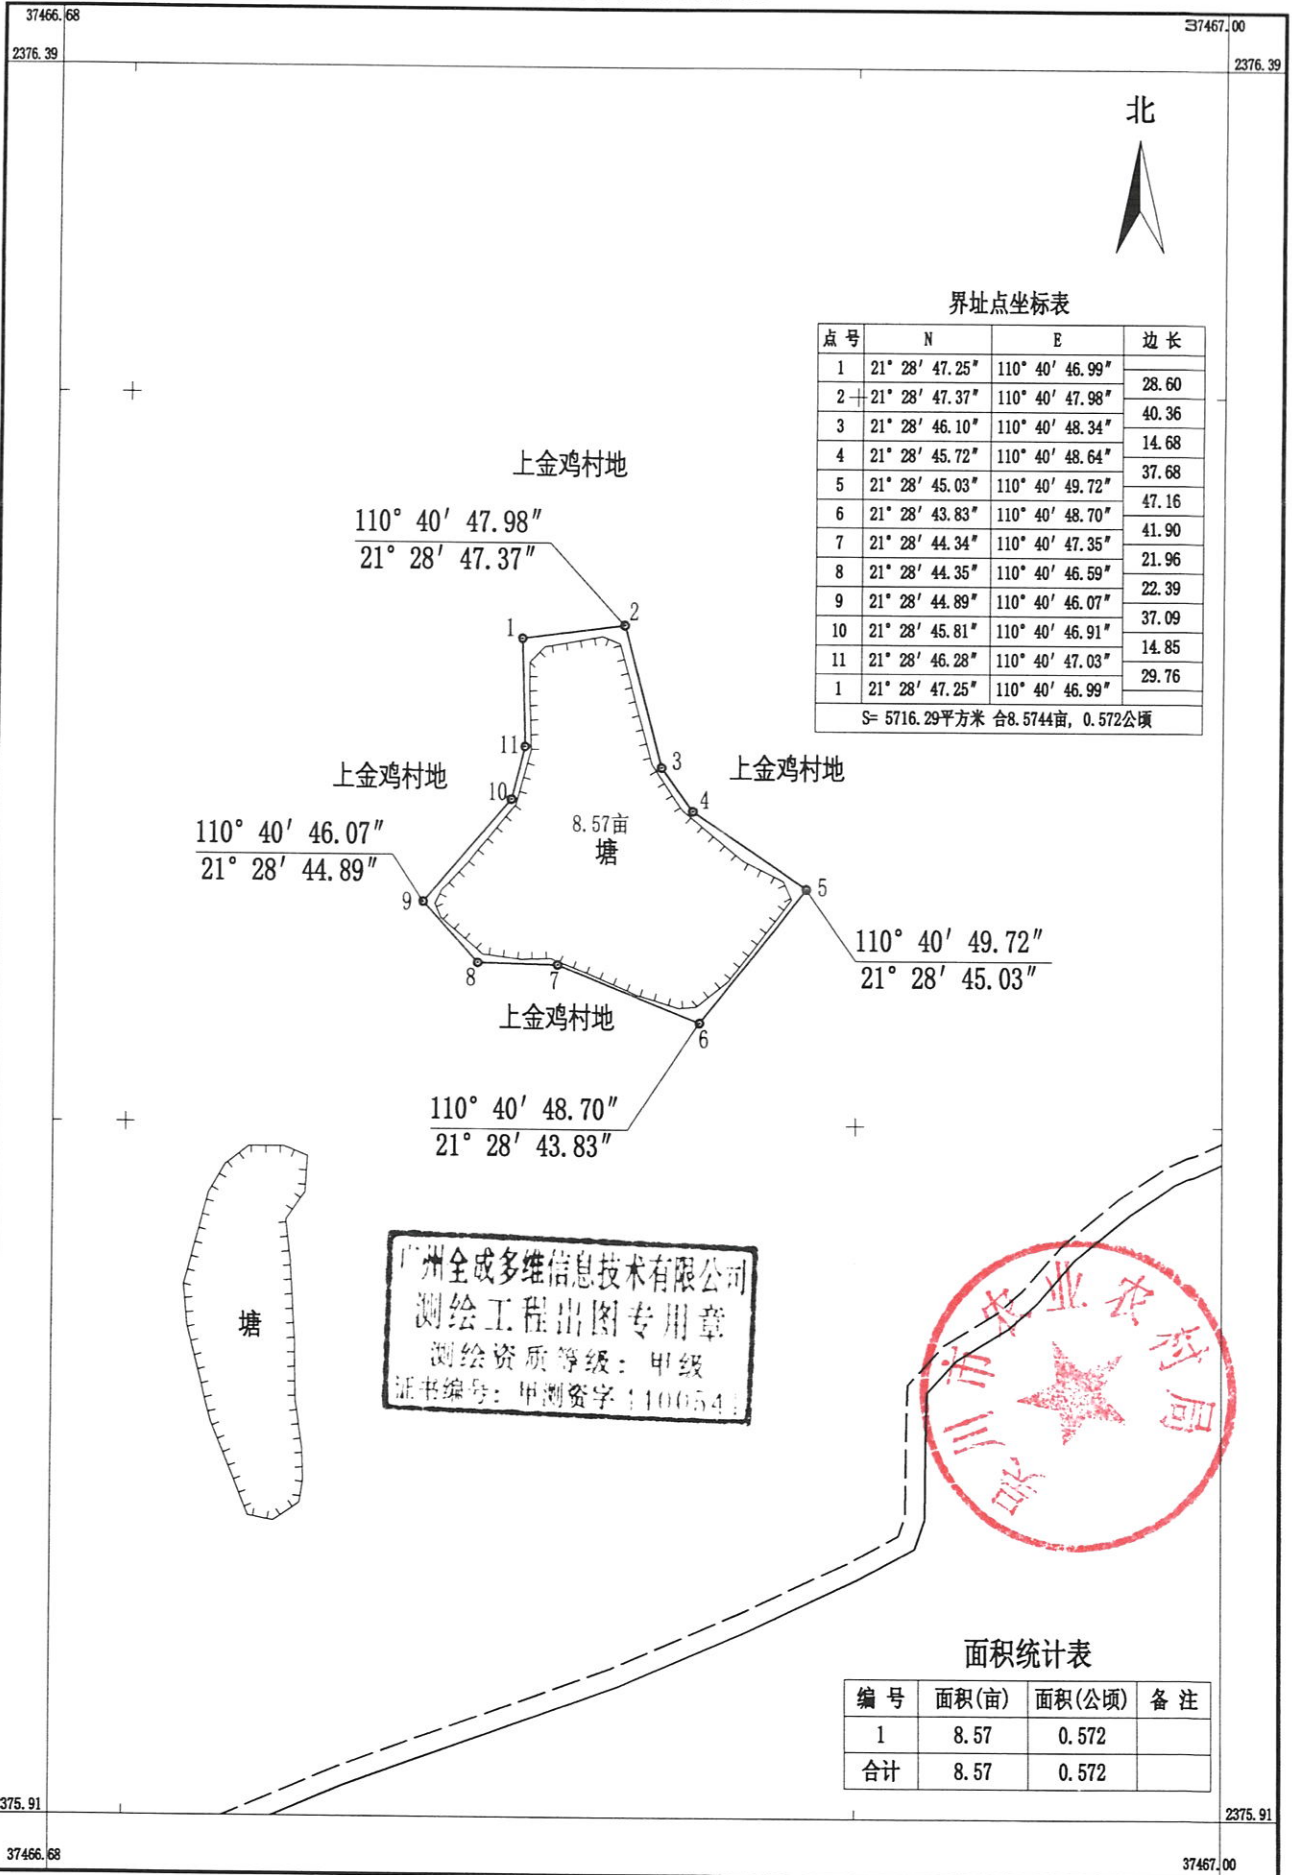 37466.68
37467.00
2376.39
2376.39
北
界址点坐标表
点号 N E 边长
1 21° 28′ 47.25″ 110° 40′ 46.99″
28.60
2 21° 28′ 47.37″ 110° 40′ 47.98″
40.36
3 21° 28′ 46.10″ 110° 40′ 48.34″
14.68
4 21° 28′ 45.72″ 110° 40′ 48.64″
37.68
5 21° 28′ 45.03″ 110° 40′ 49.72″
47.16
6 21° 28′ 43.83″ 110° 40′ 48.70″
41.90
7 21° 28′ 44.34″ 110° 40′ 47.35″
21.96
8 21° 28′ 44.35″ 110° 40′ 46.59″
22.39
9 21° 28′ 44.89″ 110° 40′ 46.07″
37.09
10 21° 28′ 45.81″ 110° 40′ 46.91″
14.85
11 21° 28′ 46.28″ 110° 40′ 47.03″
29.76
1 21° 28′ 47.25″ 110° 40′ 46.99″
S= 5716.29平方米 合8.5744亩, 0.572公顷
上金鸡村地
110° 40′ 47.98″
21° 28′ 47.37″
1
2
11
3
上金鸡村地
上金鸡村地
10
4
8.57亩
塘
110° 40′ 46.07″
21° 28′ 44.89″
9
5
110° 40′ 49.72″
21° 28′ 45.03″
8
7
上金鸡村地
6
110° 40′ 48.70″
21° 28′ 43.83″
塘
广州全成多维信息技术有限公司
测绘工程出图专用章
测绘资质等级：甲级
证书编号：甲测资字
吴川市农业农村局
面积统计表
编号 面积(亩) 面积(公顷) 备注
1 8.57 0.572
合计 8.57 0.572
375.91
2375.91
37466.68
37467.00